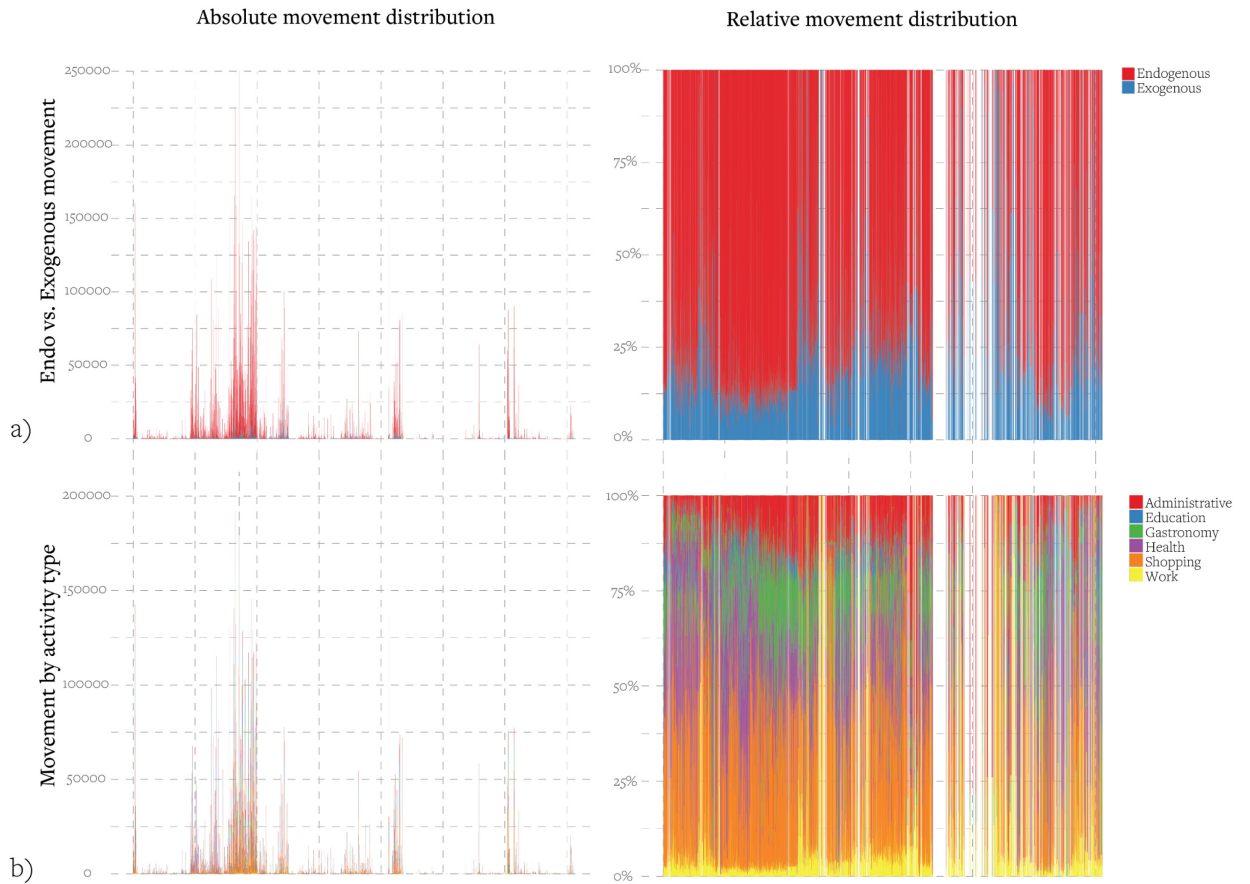 Absolute movement distribution
Relative movement distribution
Endo vs. Exogenous movement
250000
200000
150000
100000
50000
0
100%
75%
50%
25%
0%
Endogenous
Exogenous
a)
Movement by activity type
200000
150000
100000
50000
0
100%
75%
50%
25%
0%
Administrative
Education
Gastronomy
Health
Shopping
Work
b)